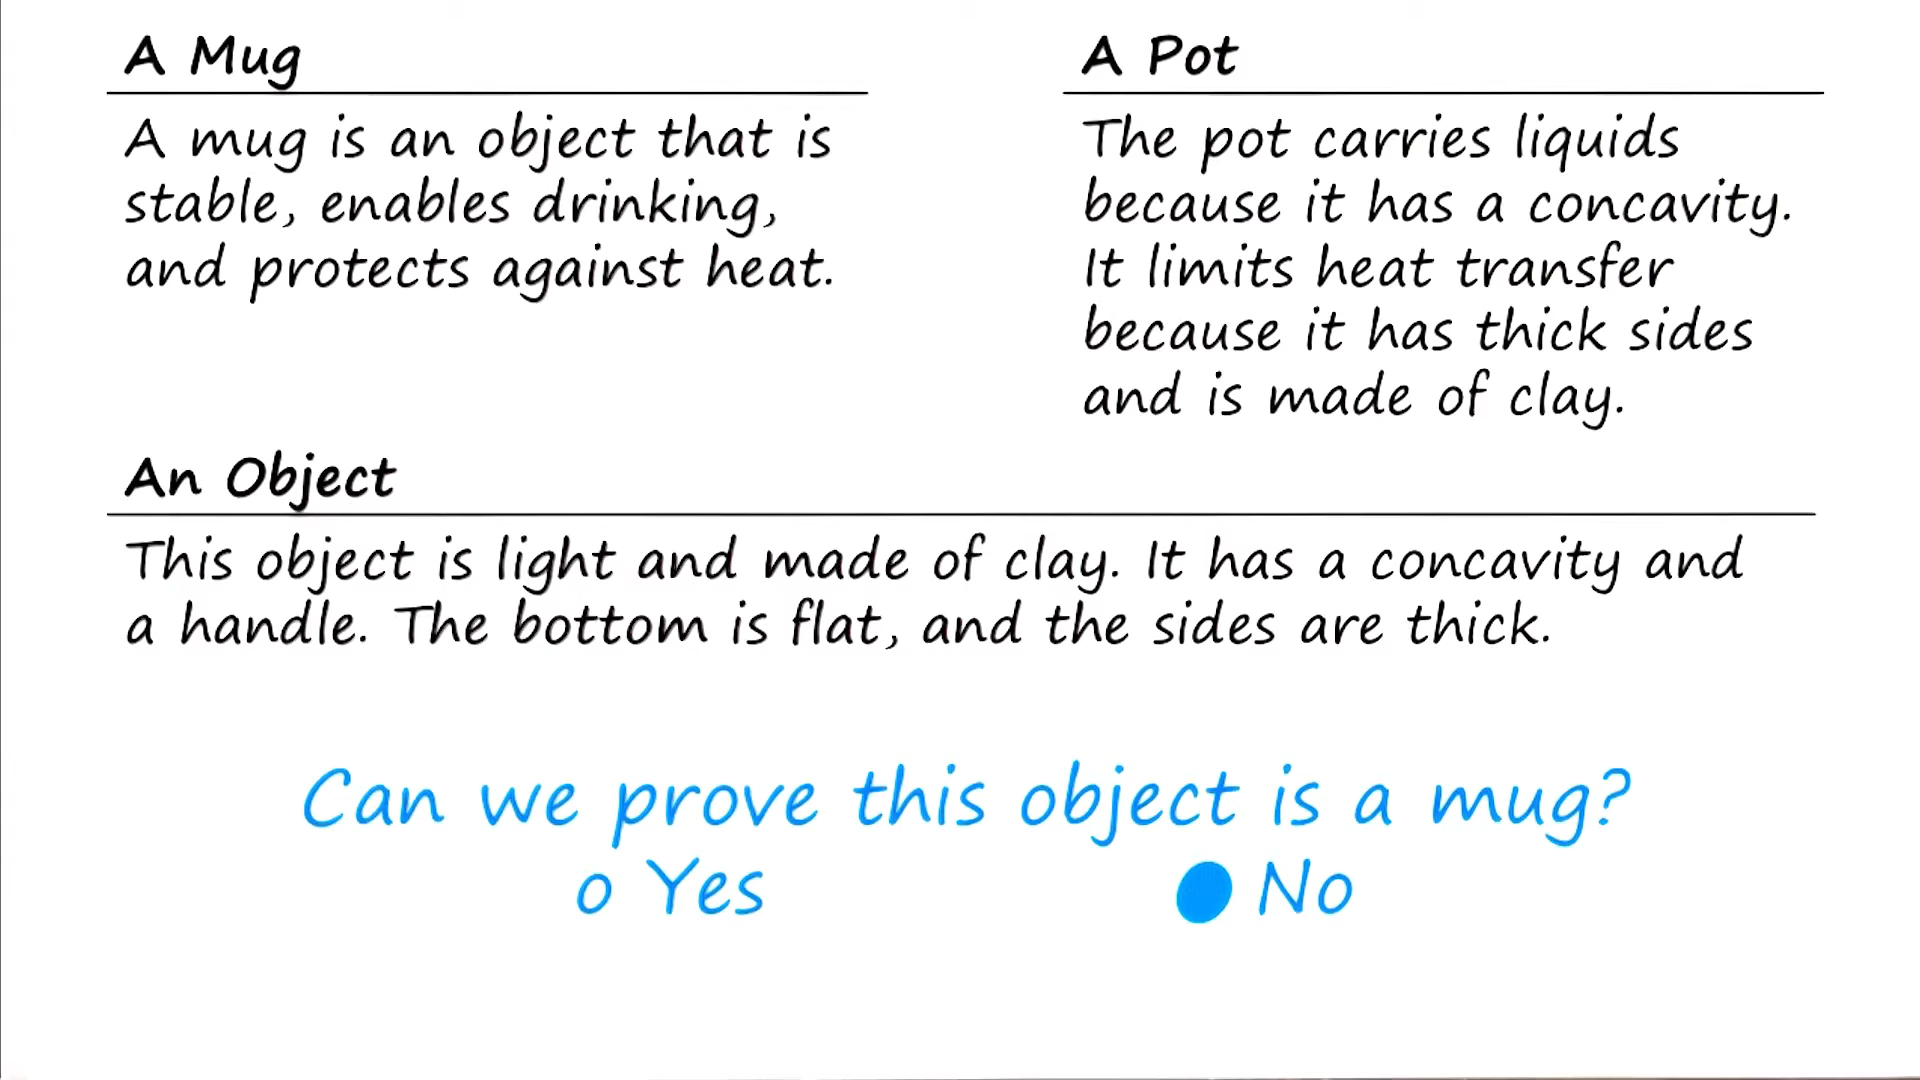 A Mug
A mug is an object that is
stable, enables drinking,
and protects against heat.
A Pot
The pot carries liquids
because it has a concavity.
It limits heat transfer
because it has thick sides
and is made of clay.
An Object
This object is light and made of clay. It has a concavity and
a handle. The bottom is flat, and the sides are thick.
Can we prove this object is a mug?
o Yes
No